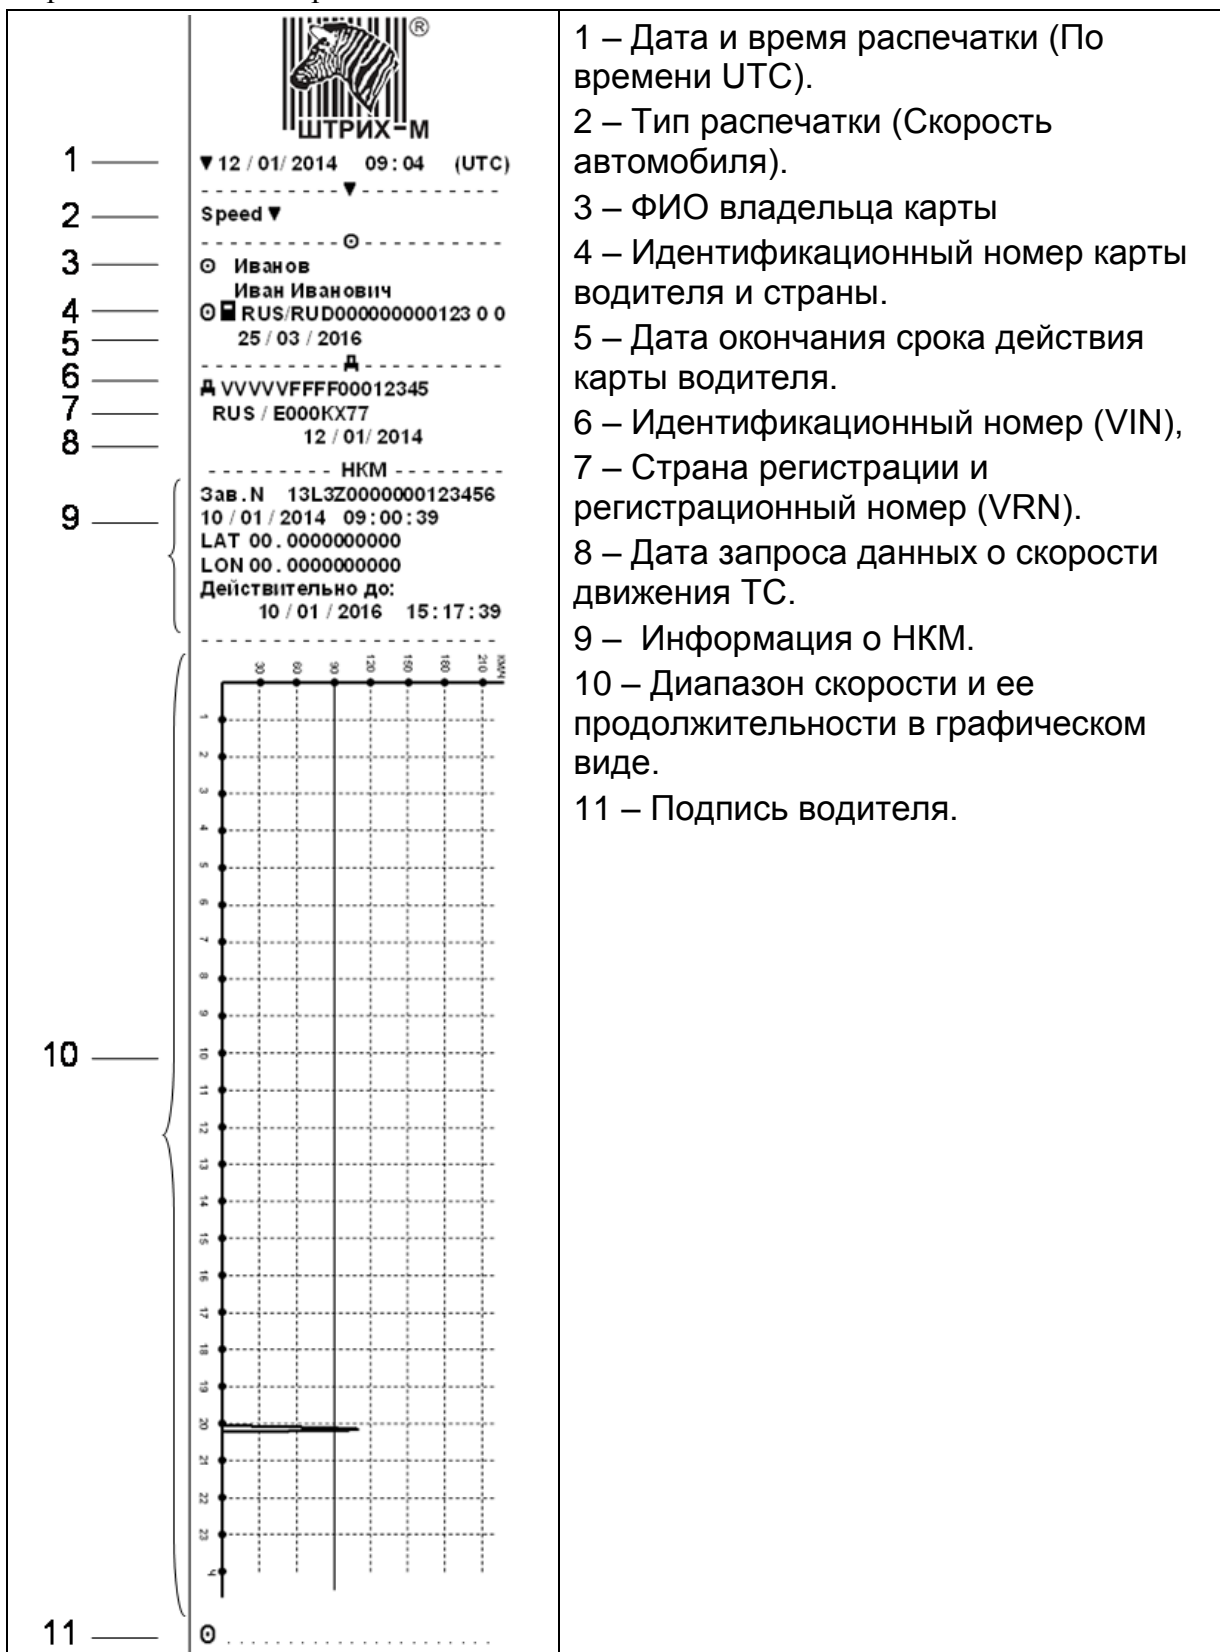 ®
ШТРИХ-М
1
▼12 / 01/ 2014 09:04 (UTC)
2
Speed▼
3
Иванов
Иван Иванович
4
RUS/RUD0000000000123 0 0
5
25 / 03 / 2016
6
VVVVVFFFF00012345
7
RUS / Е000КХ77
8
12 / 01/ 2014
НКМ
9
Зав.N 13L3Z0000000123456
10 / 01 / 2014 09:00:39
LAT 00.0000000000
LON 00.0000000000
Действительно до:
10 / 01 / 2016 15:17:39
10
30 60 90 120 150 180 210 KM/H
1
2
3
4
5
6
7
8
9
10
11
12
13
14
15
16
17
18
19
20
21
22
23
ч
11
1 – Дата и время распечатки (По
времени UTC).
2 – Тип распечатки (Скорость
автомобиля).
3 – ФИО владельца карты
4 – Идентификационный номер карты
водителя и страны.
5 – Дата окончания срока действия
карты водителя.
6 – Идентификационный номер (VIN),
7 – Страна регистрации и
регистрационный номер (VRN).
8 – Дата запроса данных о скорости
движения ТС.
9 – Информация о НКМ.
10 – Диапазон скорости и ее
продолжительности в графическом
виде.
11 – Подпись водителя.